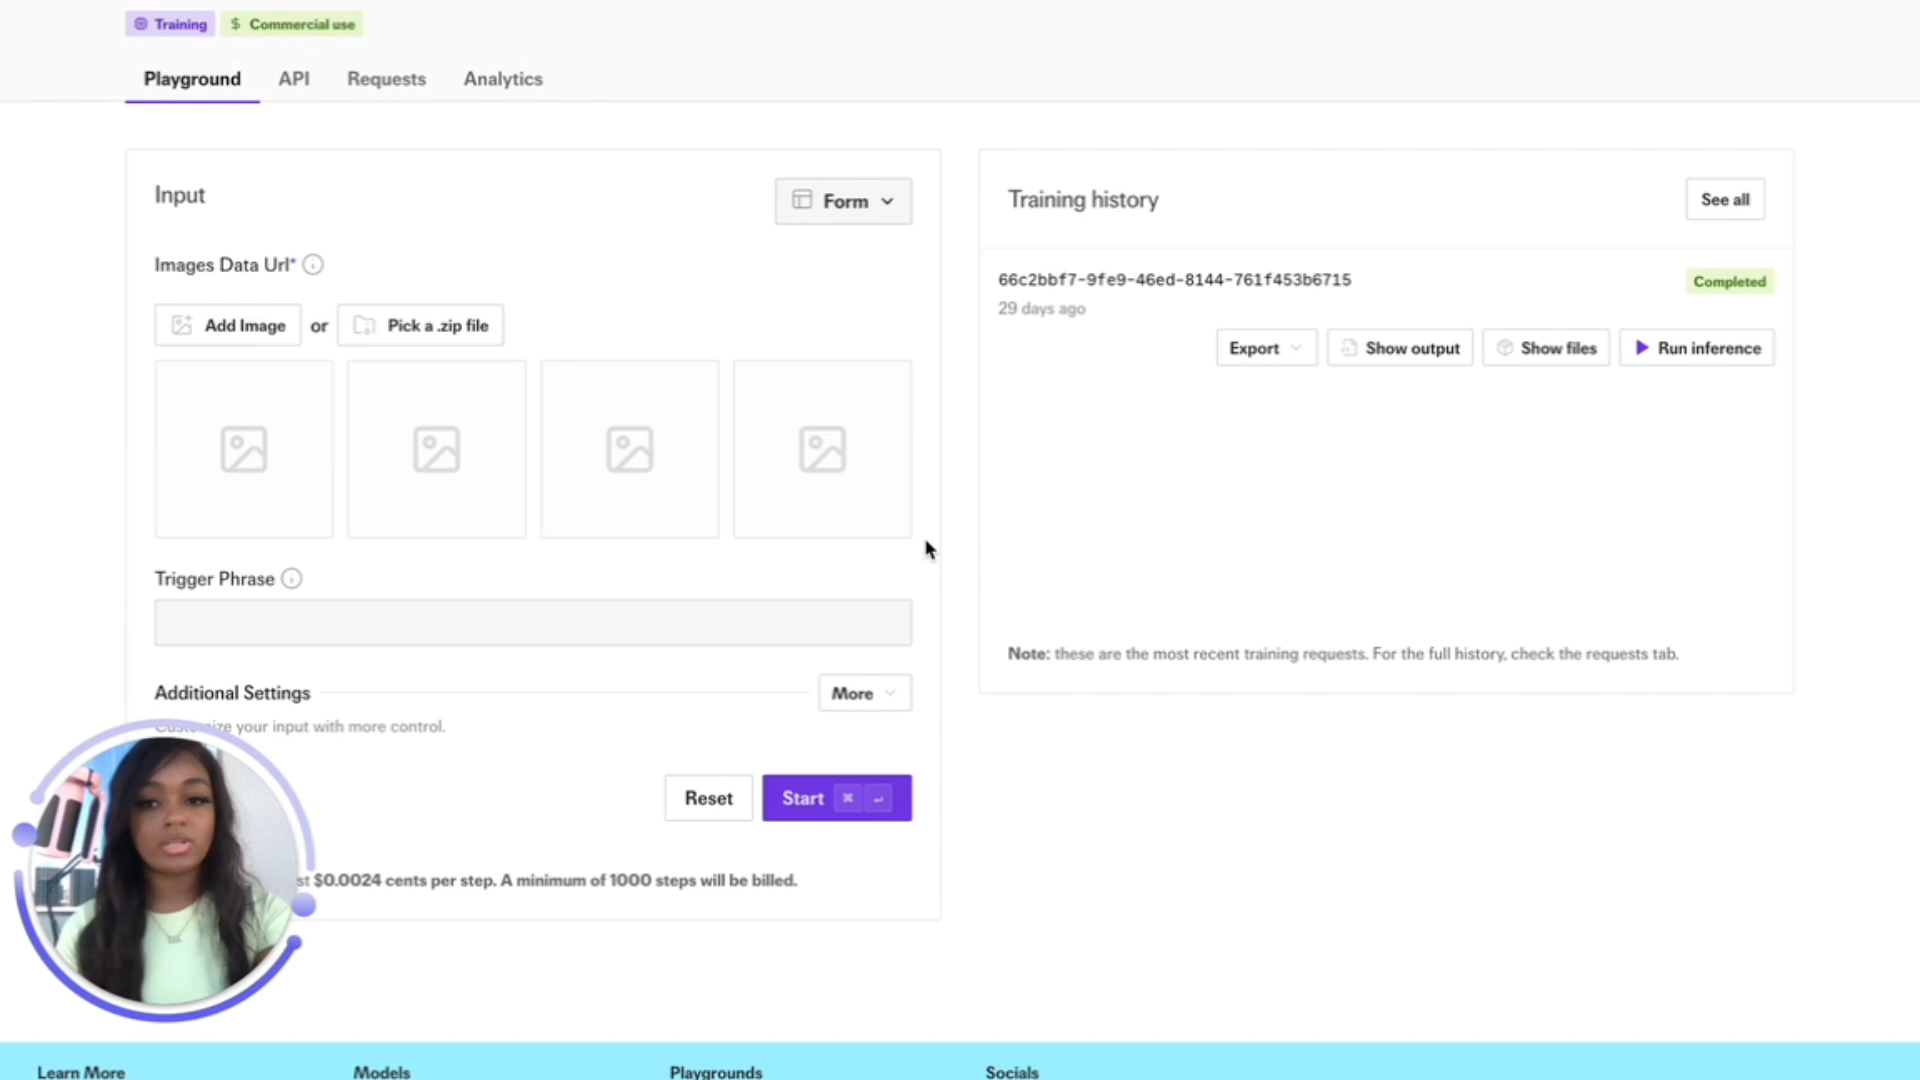 Training $ Commercial use
Playground API Requests Analytics
Input
Form
Images Data Url*
Add Image or Pick a .zip file
Trigger Phrase
Additional Settings
More
ize your input with more control.
Reset
Start
st $0.0024 cents per step. A minimum of 1000 steps will be billed.
Training history
See all
66c2bbf7-9fe9-46ed-8144-761f453b6715
Completed
29 days ago
Export Show output Show files Run inference
Note: these are the most recent training requests. For the full history, check the requests tab.
Learn More Models Playgrounds Socials